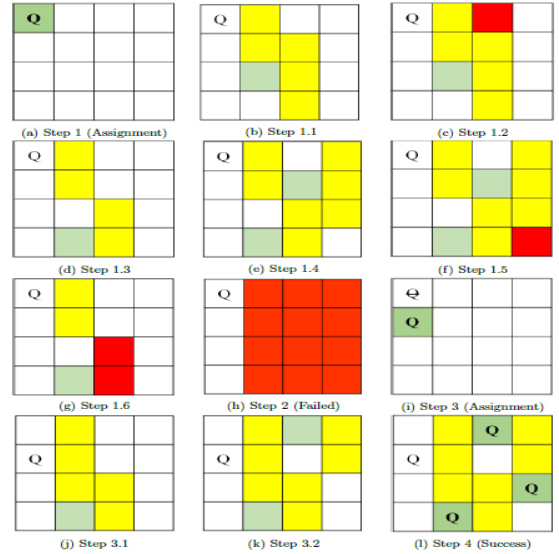 Q
Q
Q
(a) Step 1 (Assignment)
(b) Step 1.1
(c) Step 1.2
Q
Q
Q
(d) Step 1.3
(e) Step 1.4
(f) Step 1.5
Q
Q
Q
Q
(g) Step 1.6
(h) Step 2 (Failed)
(i) Step 3 (Assignment)
Q
Q
Q
Q
Q
Q
(j) Step 3.1
(k) Step 3.2
(l) Step 4 (Success)